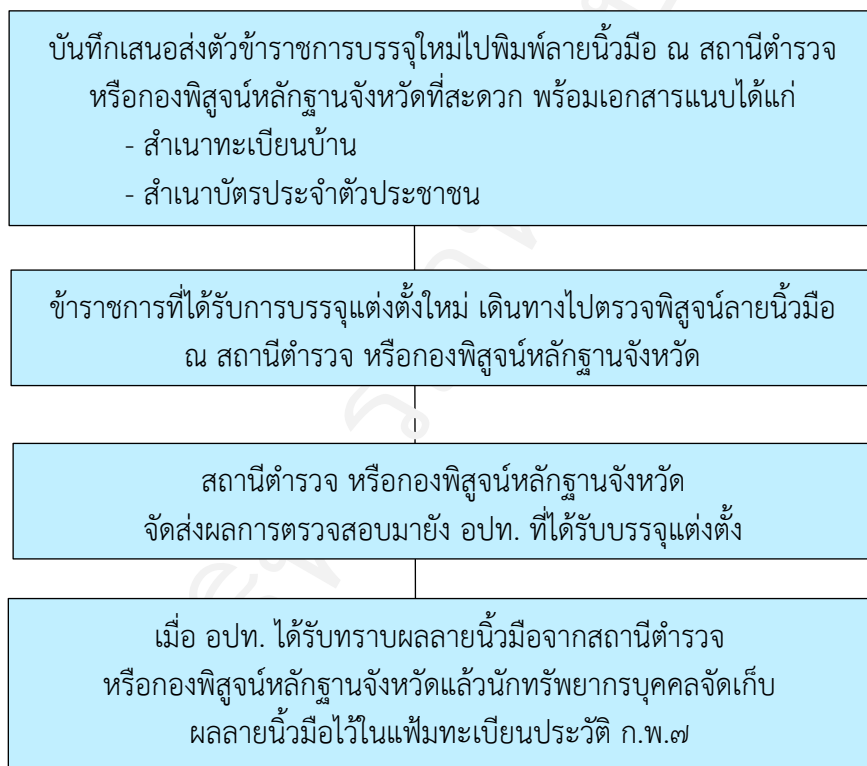 บันทึกเสนอส่งตัวข้าราชการบรรจุใหม่ไปพิมพ์ลายนิ้วมือ ณ สถานีตำรวจ
หรือกองพิสูจน์หลักฐานจังหวัดที่สะดวก พร้อมเอกสารแนบได้แก่
- สำเนาทะเบียนบ้าน
- สำเนาบัตรประจำตัวประชาชน
ข้าราชการที่ได้รับการบรรจุแต่งตั้งใหม่ เดินทางไปตรวจพิสูจน์ลายนิ้วมือ
ณ สถานีตำรวจ หรือกองพิสูจน์หลักฐานจังหวัด
สถานีตำรวจ หรือกองพิสูจน์หลักฐานจังหวัด
จัดส่งผลการตรวจสอบมายัง อปท. ที่ได้รับบรรจุแต่งตั้ง
เมื่อ อปท. ได้รับทราบผลลายนิ้วมือจากสถานีตำรวจ
หรือกองพิสูจน์หลักฐานจังหวัดแล้วนักทรัพยากรบุคคลจัดเก็บ
ผลลายนิ้วมือไว้ในแฟ้มทะเบียนประวัติ ก.พ.๗